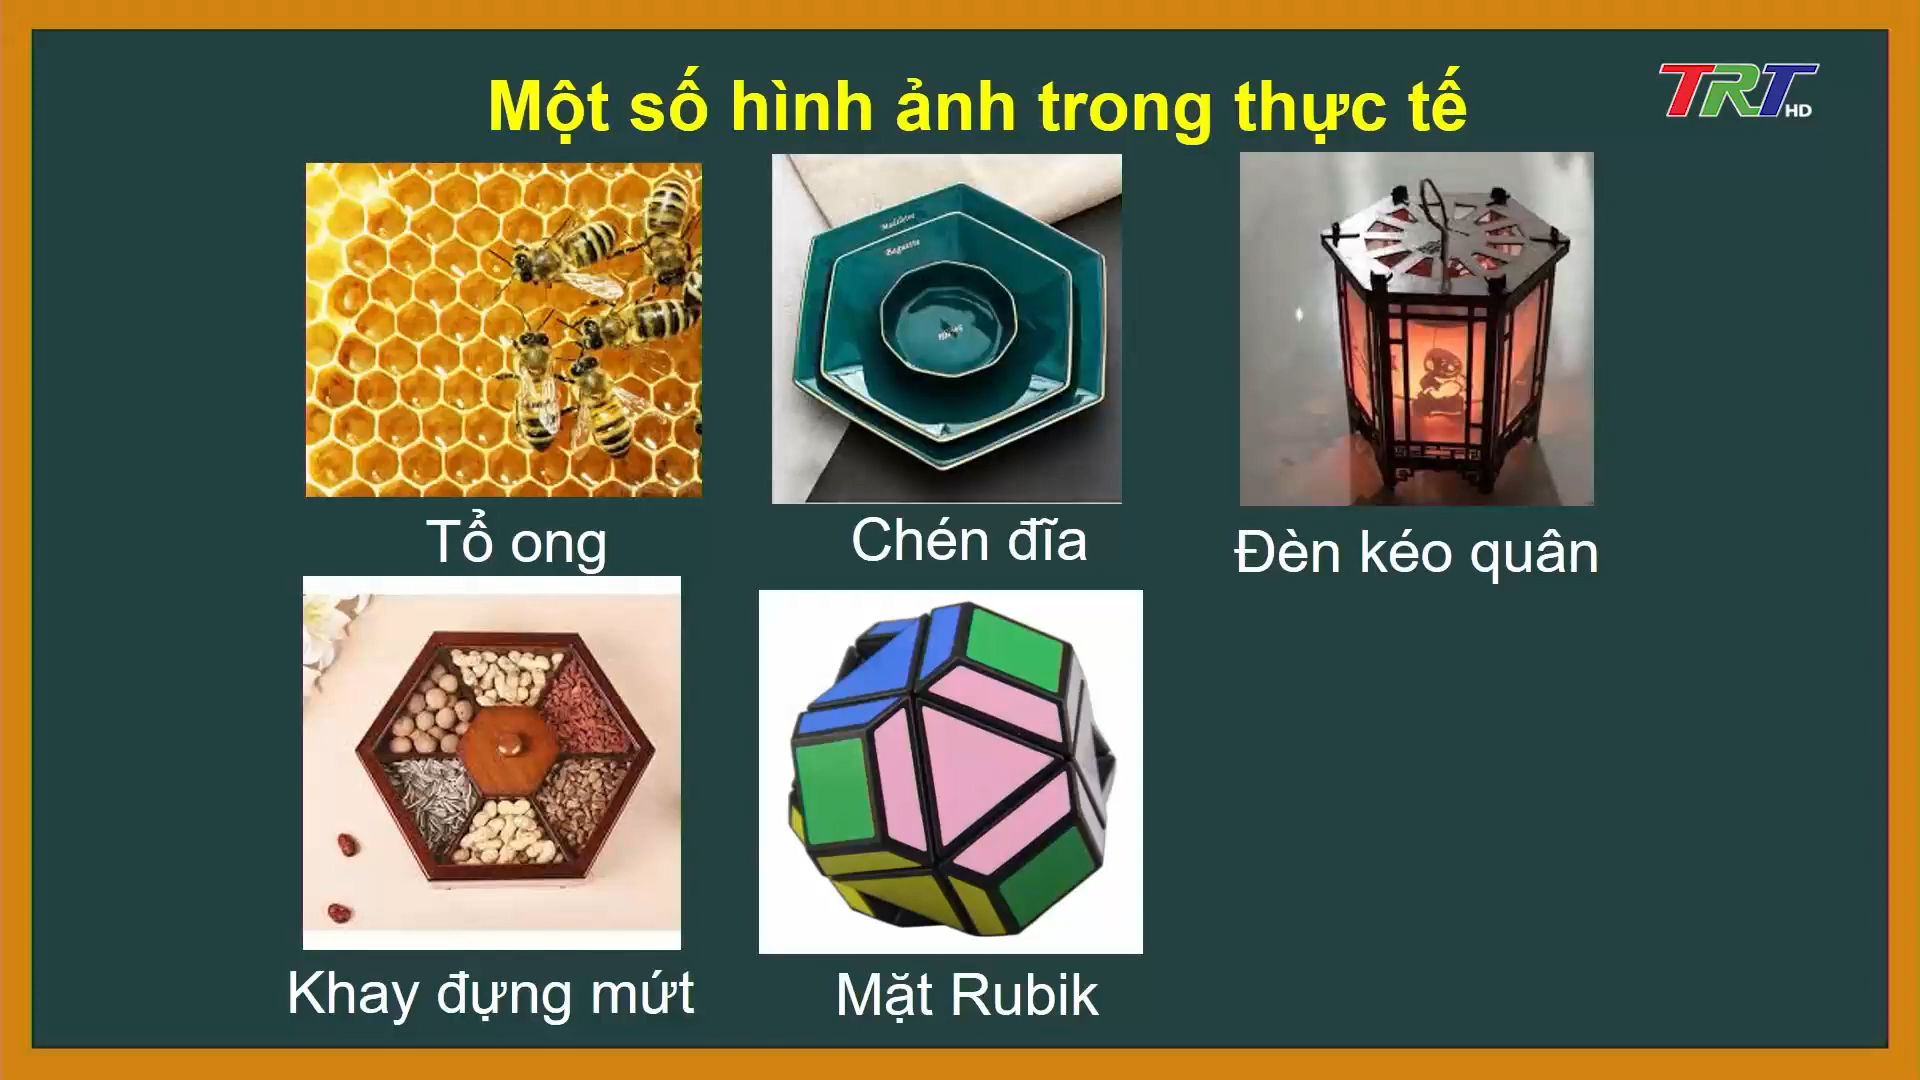 Một số hình ảnh trong thực tế
TRT HD
Baguette
Tổ ong
Chén đĩa
Đèn kéo quân
Khay đựng mứt
Mặt Rubik